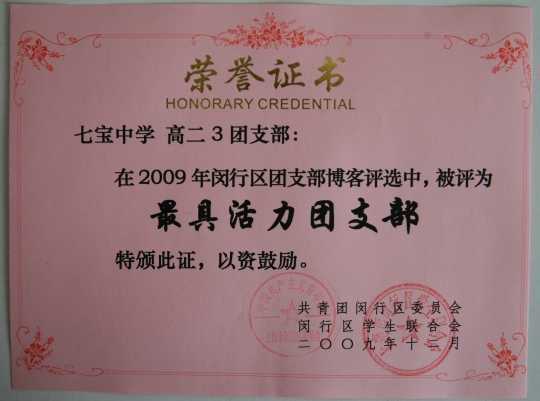 荣誉证书
HONORARY CREDENTIAL
七宝中学 高二3团支部:
在2009年闵行区团支部博客评选中,被评为
最具活力团支部
特颁此证,以资鼓励。
共青团闵行区委员会
闵行区学生联合会
二〇〇九年十二月